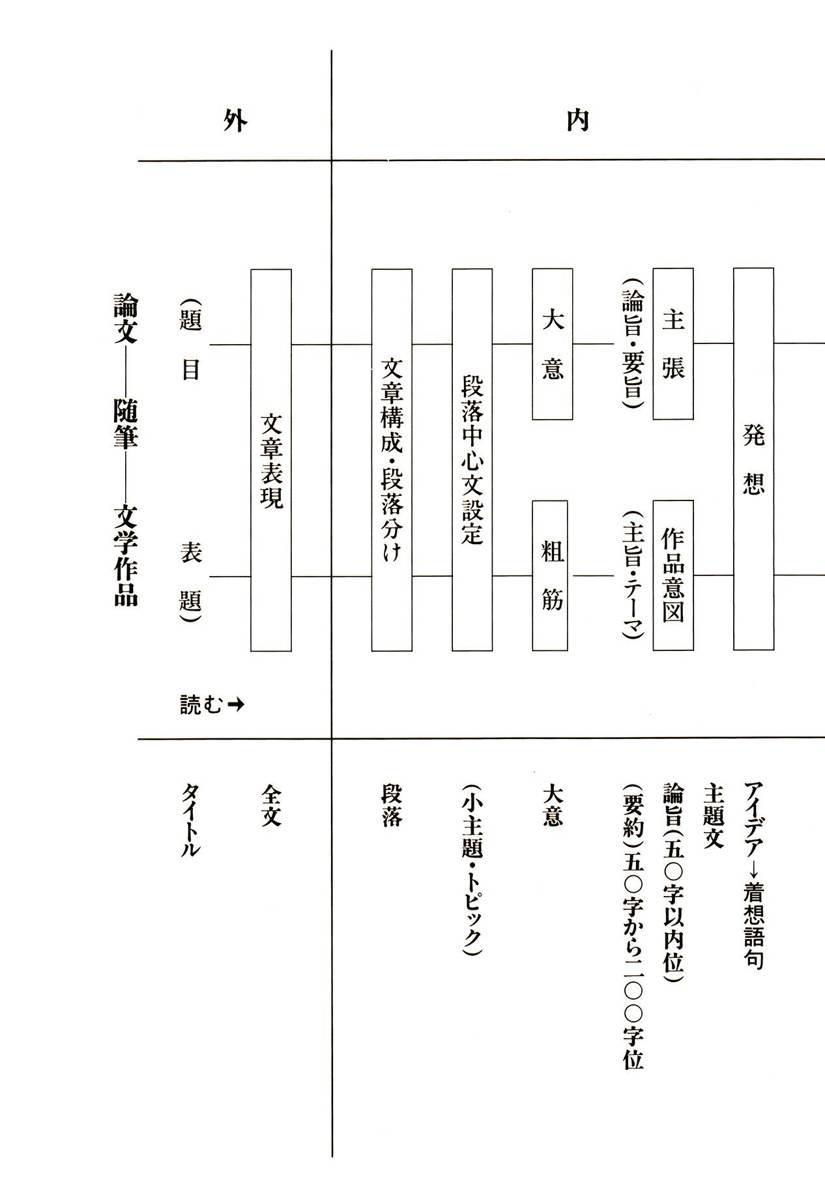 内
外
発想
主張
(論旨・要旨)
作品意図
(主旨・テーマ)
大意
粗筋
段落中心文設定
文章構成・段落分け
文章表現
(題目
表題)
読む→
論文――随筆――文学作品
アイデア→着想語句
主題文
論旨(五〇字以内位)
(要約)五〇字から二〇〇字位
大意
(小主題・トピック)
段落
全文
タイトル